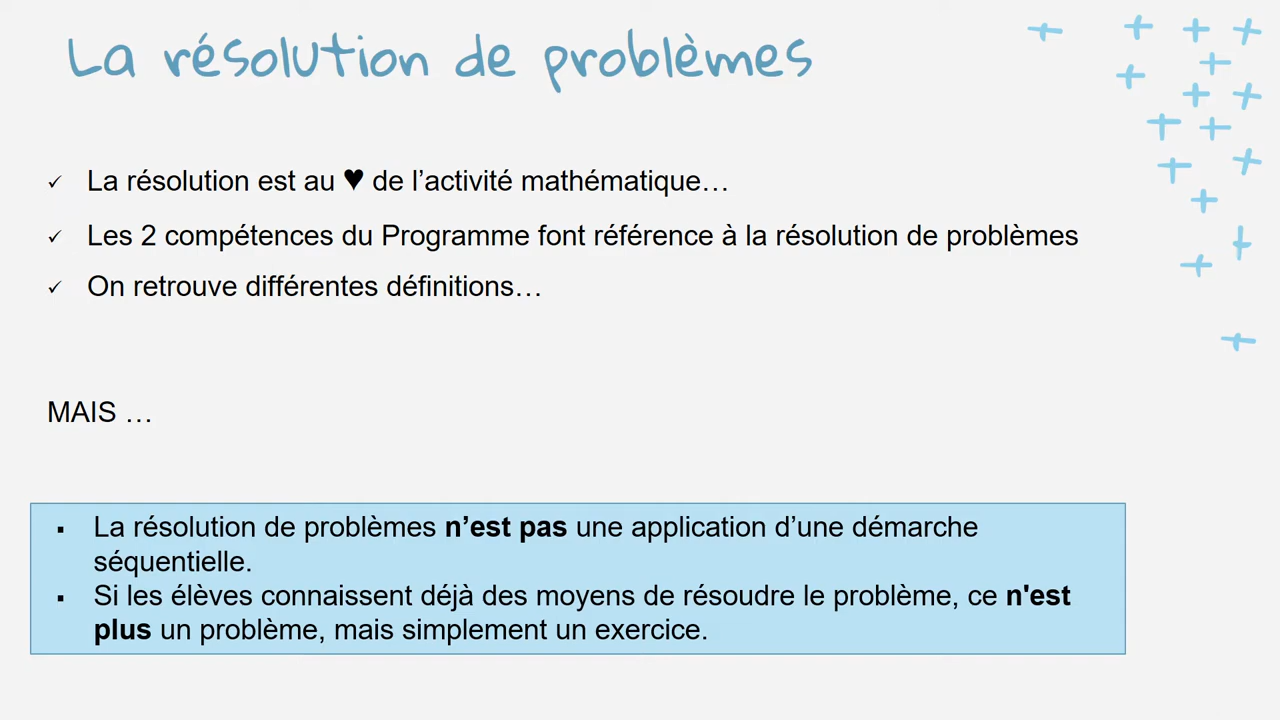 La résolution de problèmes
✓ La résolution est au ♥ de l’activité mathématique…
✓ Les 2 compétences du Programme font référence à la résolution de problèmes
✓ On retrouve différentes définitions…
MAIS …
▪ La résolution de problèmes n’est pas une application d’une démarche
séquentielle.
▪ Si les élèves connaissent déjà des moyens de résoudre le problème, ce n'est
plus un problème, mais simplement un exercice.